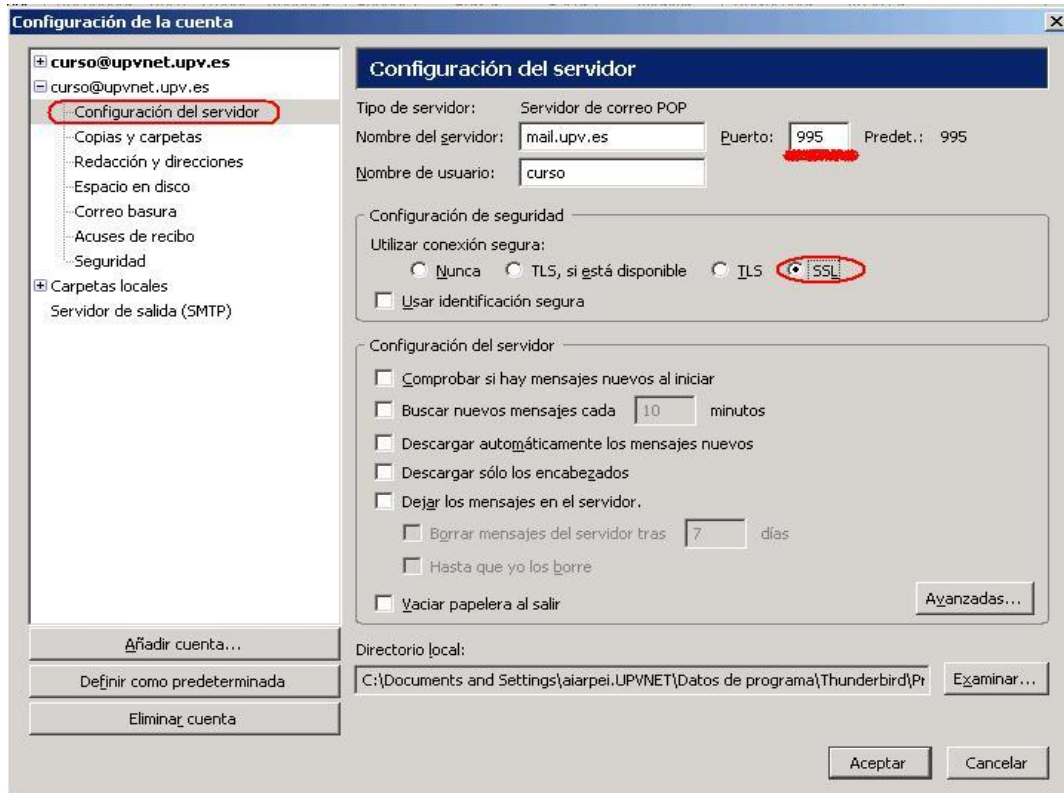 Configuración de la cuenta
curso@upvnet.upv.es
curso@upvnet.upv.es
Configuración del servidor
Copias y carpetas
Redacción y direcciones
Espacio en disco
Correo basura
Acuses de recibo
Seguridad
Carpetas locales
Servidor de salida (SMTP)
Añadir cuenta...
Definir como predeterminada
Eliminar cuenta
Configuración del servidor
Tipo de servidor: Servidor de correo POP
Nombre del servidor: mail.upv.es Puerto: 995 Predet.: 995
Nombre de usuario: curso
Configuración de seguridad
Utilizar conexión segura:
Nunca TLS, si está disponible TLS SSL
Usar identificación segura
Configuración del servidor
Comprobar si hay mensajes nuevos al iniciar
Buscar nuevos mensajes cada 10 minutos
Descargar automáticamente los mensajes nuevos
Descargar sólo los encabezados
Dejar los mensajes en el servidor.
Borrar mensajes del servidor tras 7 días
Hasta que yo los borre
Vaciar papelera al salir
Avanzadas...
Directorio local:
C:\Documents and Settings\aiarpei.UPVNET\Datos de programa\Thunderbird\Pr Examinar...
Aceptar Cancelar